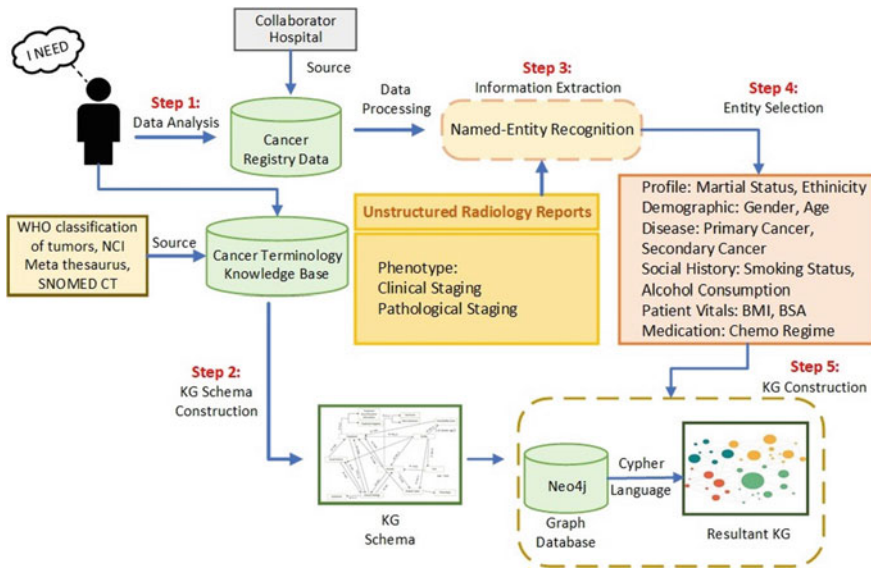 I NEED
Collaborator
Hospital
Source
Step 1:
Data Analysis
Cancer
Registry Data
Data
Processing
Step 3:
Information Extraction
Named-Entity Recognition
Step 4:
Entity Selection
WHO classification
of tumors, NCI
Meta thesaurus,
SNOMED CT
Source
Cancer Terminology
Knowledge Base
Unstructured Radiology Reports
Phenotype:
Clinical Staging
Pathological Staging
Profile: Martial Status, Ethinicity
Demographic: Gender, Age
Disease: Primary Cancer,
Secondary Cancer
Social History: Smoking Status,
Alcohol Consumption
Patient Vitals: BMI, BSA
Medication: Chemo Regime
Step 2:
KG Schema
Construction
KG
Schema
Step 5:
KG Construction
Neo4j
Graph
Database
Cypher
Language
Resultant KG